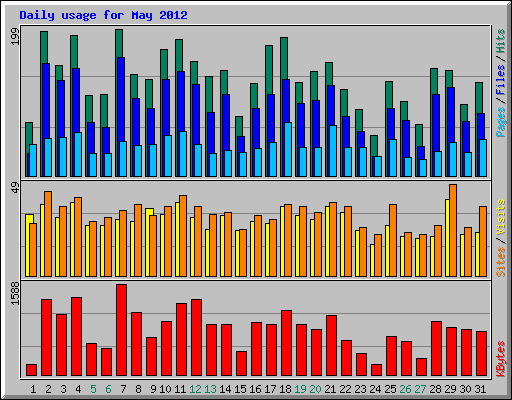 Daily usage for May 2012
199
Pages / Files / Hits
49
Sites / Visits
1588
KBytes
1 2 3 4 5 6 7 8 9 10 11 12 13 14 15 16 17 18 19 20 21 22 23 24 25 26 27 28 29 30 31